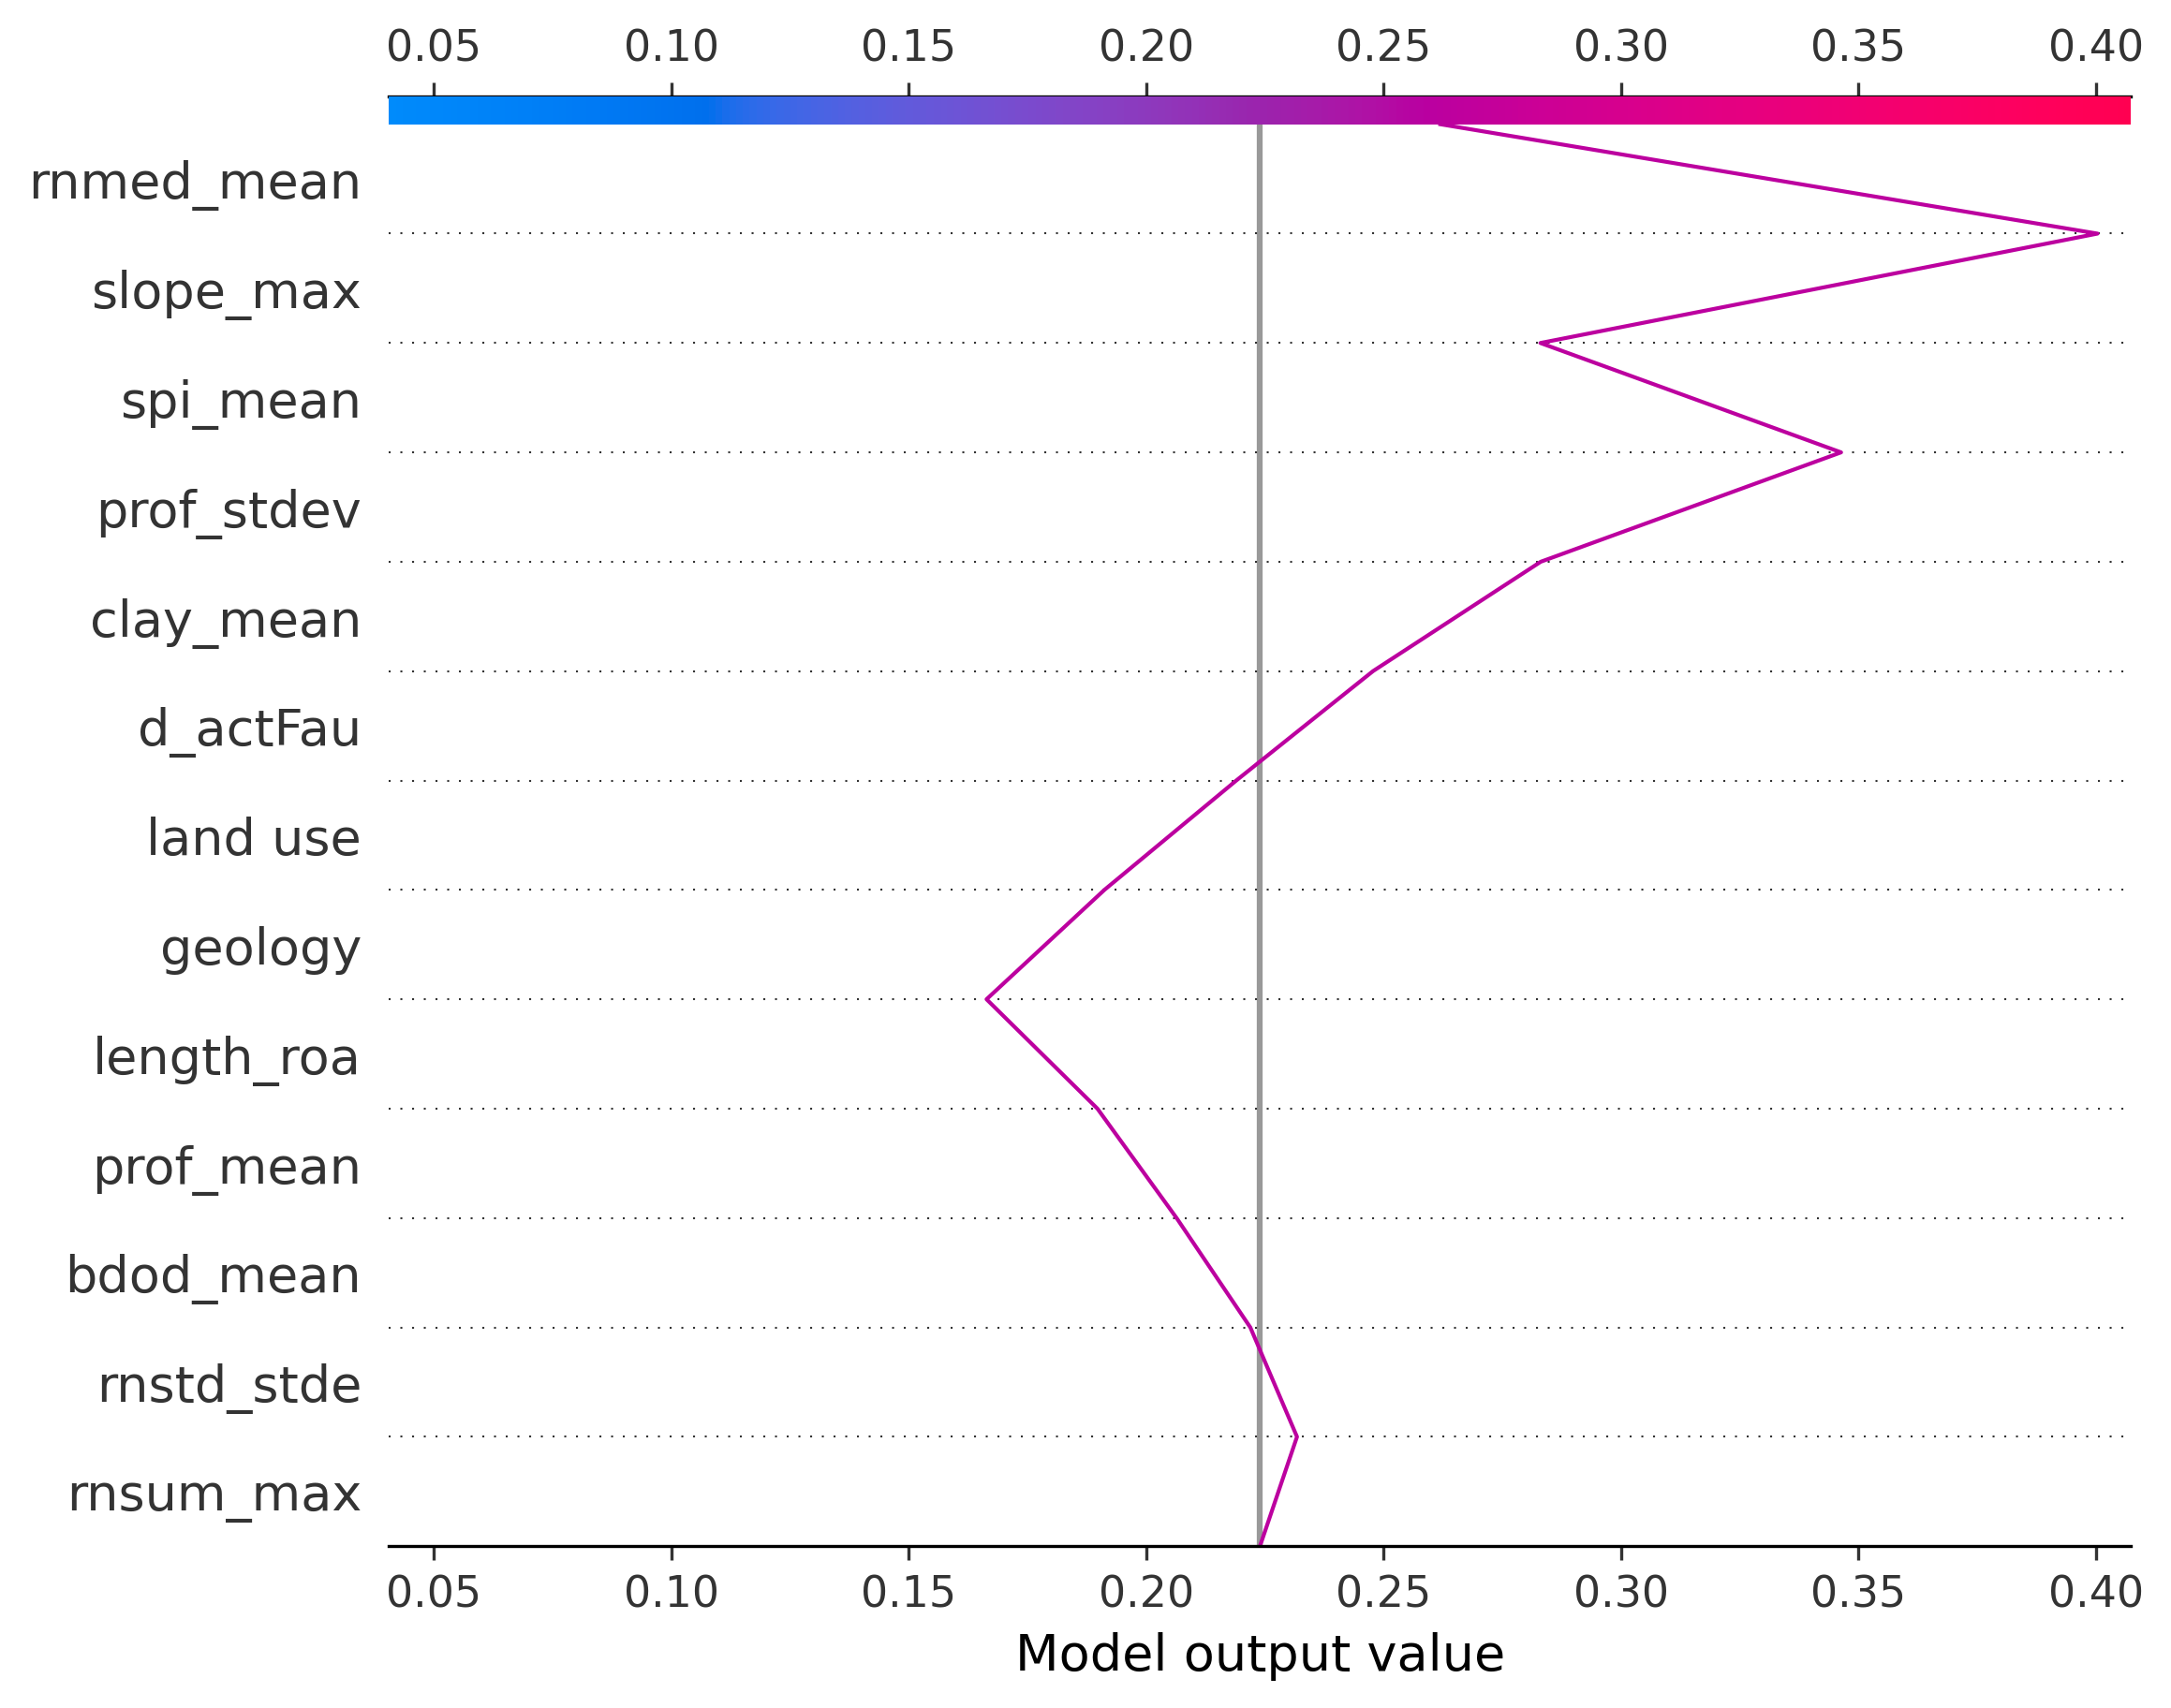 0.05 0.10 0.15 0.20 0.25 0.30 0.35 0.40
rnmed_mean
slope_max
spi_mean
prof_stdev
clay_mean
d_actFau
land use
geology
length_roa
prof_mean
bdod_mean
rnstd_stde
rnsum_max
0.05 0.10 0.15 0.20 0.25 0.30 0.35 0.40
Model output value